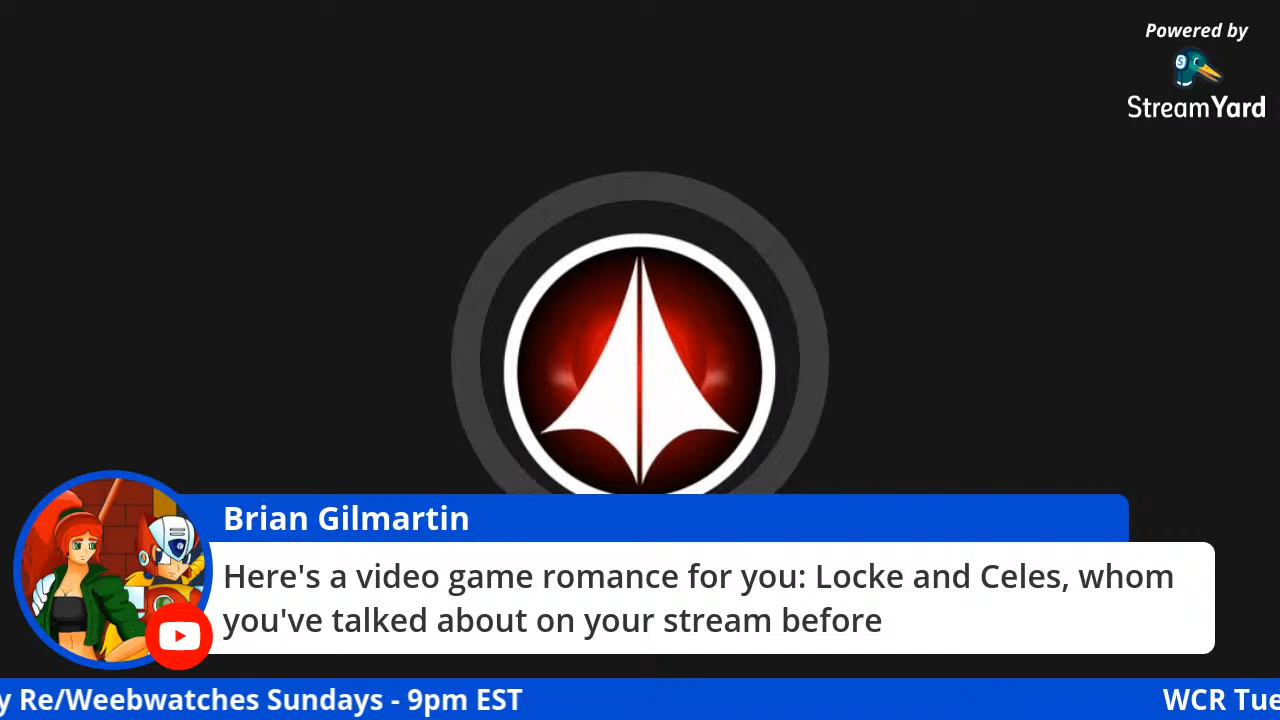 Powered by
StreamYard
Brian Gilmartin
Here's a video game romance for you: Locke and Celes, whom
you've talked about on your stream before
y Re/Weebwatches Sundays - 9pm EST
WCR Tue